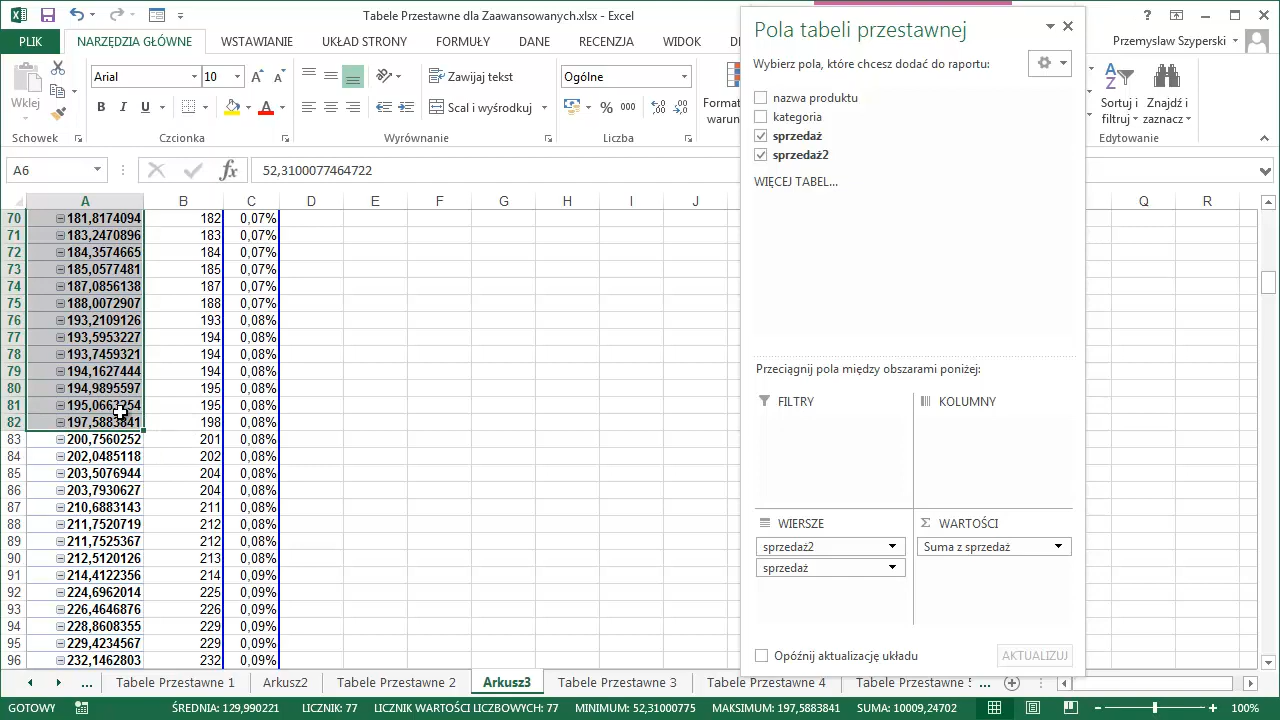 Tabele Przestawne dla Zaawansowanych.xlsx - Excel
PLIK NARZĘDZIA GŁÓWNE WSTAWIANIE UKŁAD STRONY FORMUŁY DANE RECENZJA WIDOK
Przemysław Szyperski
Wklej
Arial 10
B I U A
Zawijaj tekst
Scal i wyśrodkuj
Ogólne
% 000
Sortuj i filtruj
Znajdź i zaznacz
Schowek Czcionka Wyrównanie Liczba Edytowanie
A6 fx 52,3100077464722
A B C D E F G H I J Q R
70 181,8174094 182 0,07%
71 183,2470896 183 0,07%
72 184,3574665 184 0,07%
73 185,0577481 185 0,07%
74 187,0856138 187 0,07%
75 188,0072907 188 0,07%
76 193,2109126 193 0,08%
77 193,5953227 194 0,08%
78 193,7459321 194 0,08%
79 194,1627444 194 0,08%
80 194,9895597 195 0,08%
81 195 0,08%
82 197,5883841 198 0,08%
83 200,7560252 201 0,08%
84 202,0485118 202 0,08%
85 203,5076944 204 0,08%
86 203,7930627 204 0,08%
87 210,6883143 211 0,08%
88 211,7520719 212 0,08%
89 211,7525367 212 0,08%
90 212,5120126 213 0,08%
91 214,4122356 214 0,09%
92 224,6962014 225 0,09%
93 226,4646876 226 0,09%
94 228,8608355 229 0,09%
95 229,4234567 229 0,09%
96 232,1462803 232 0,09%
Pola tabeli przestawnej
Wybierz pola, które chcesz dodać do raportu:
nazwa produktu
kategoria
sprzedaż
sprzedaż2
WIĘCEJ TABEL...
Przeciągnij pola między obszarami poniżej:
FILTRY KOLUMNY
WIERSZE Σ WARTOŚCI
sprzedaż2 Suma z sprzedaż
sprzedaż
Opóźnij aktualizację układu AKTUALIZUJ
... Tabele Przestawne 1 Arkusz2 Tabele Przestawne 2 Arkusz3 Tabele Przestawne 3 Tabele Przestawne 4 Tabele Przestawne ...
GOTOWY ŚREDNIA: 129,990221 LICZNIK: 77 LICZNIK WARTOŚCI LICZBOWYCH: 77 MINIMUM: 52,31000775 MAKSIMUM: 197,5883841 SUMA: 10009,24702 100%